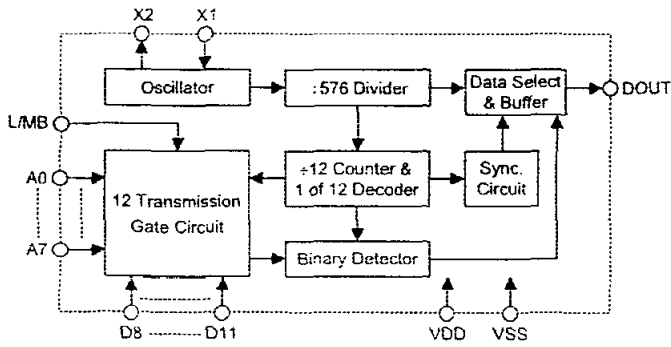 X2 X1
Oscillator
:576 Divider
Data Select
& Buffer
DOUT
L/MB
A0
12 Transmission
Gate Circuit
÷12 Counter &
1 of 12 Decoder
Sync.
Circuit
A7
Binary Detector
D8 D11
VDD
VSS